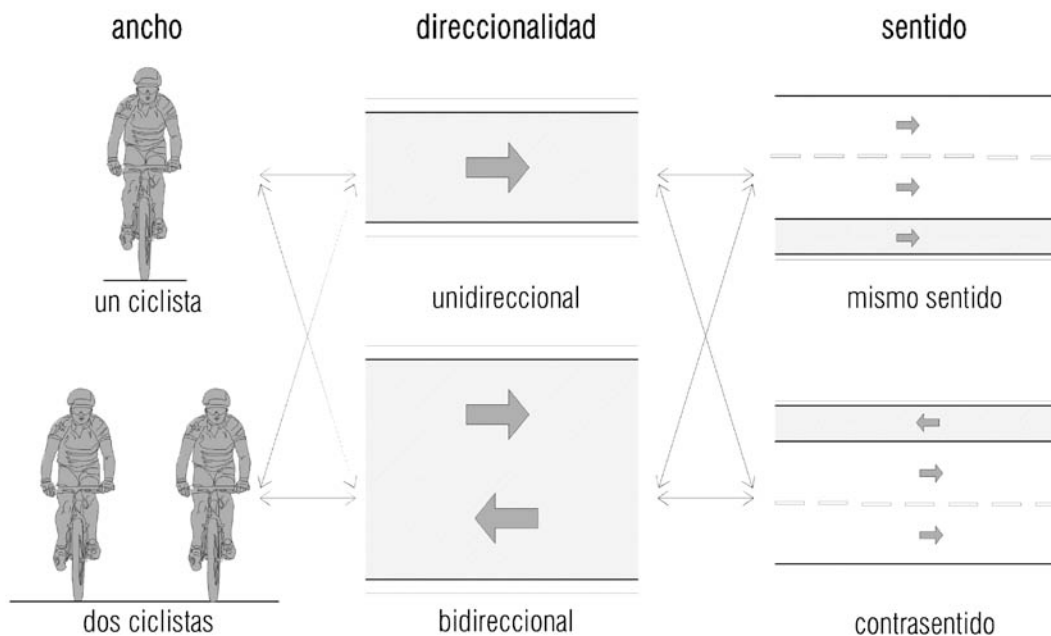 ancho
direccionalidad
sentido
un ciclista
unidireccional
mismo sentido
dos ciclistas
bidireccional
contrasentido